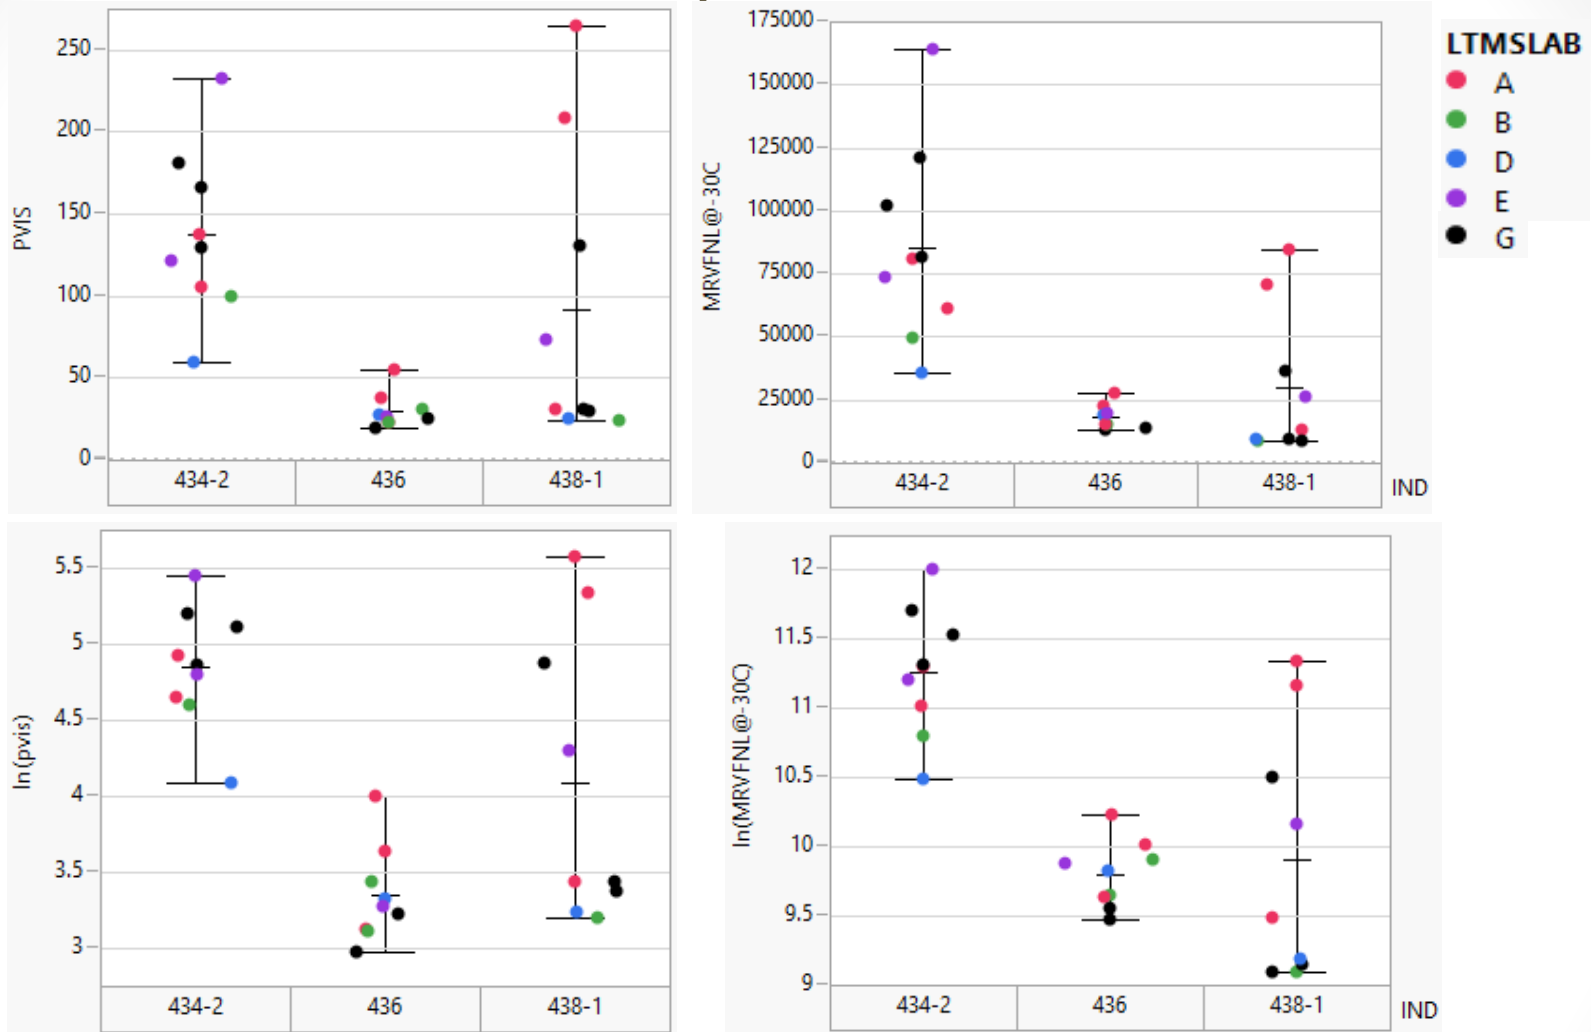 PVIS
250
200
150
100
50
0
434-2 436 438-1
MRVFNL@-30C
175000
150000
125000
100000
75000
50000
25000
0
434-2 436 438-1 IND
LTMSLAB
A
B
D
E
G
ln(pvis)
5.5
5
4.5
4
3.5
3
434-2 436 438-1
ln(MRVFNL@-30C)
12
11.5
11
10.5
10
9.5
9
434-2 436 438-1 IND